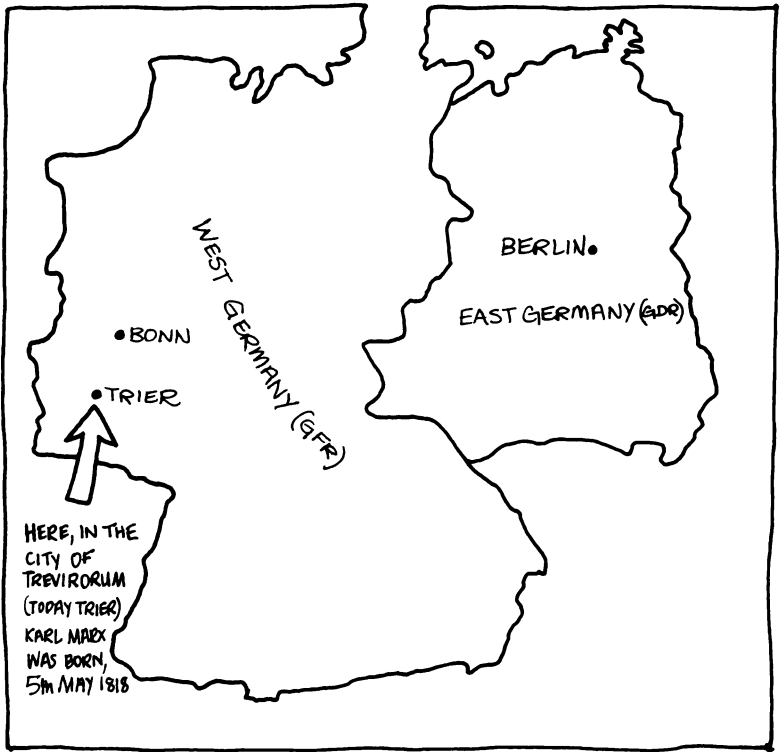 BERLIN
EAST GERMANY (GDR)
WEST GERMANY (GFR)
BONN
TRIER
HERE, IN THE
CITY OF
TREVIRORUM
(TODAY TRIER)
KARL MARX
WAS BORN,
5TH MAY 1818